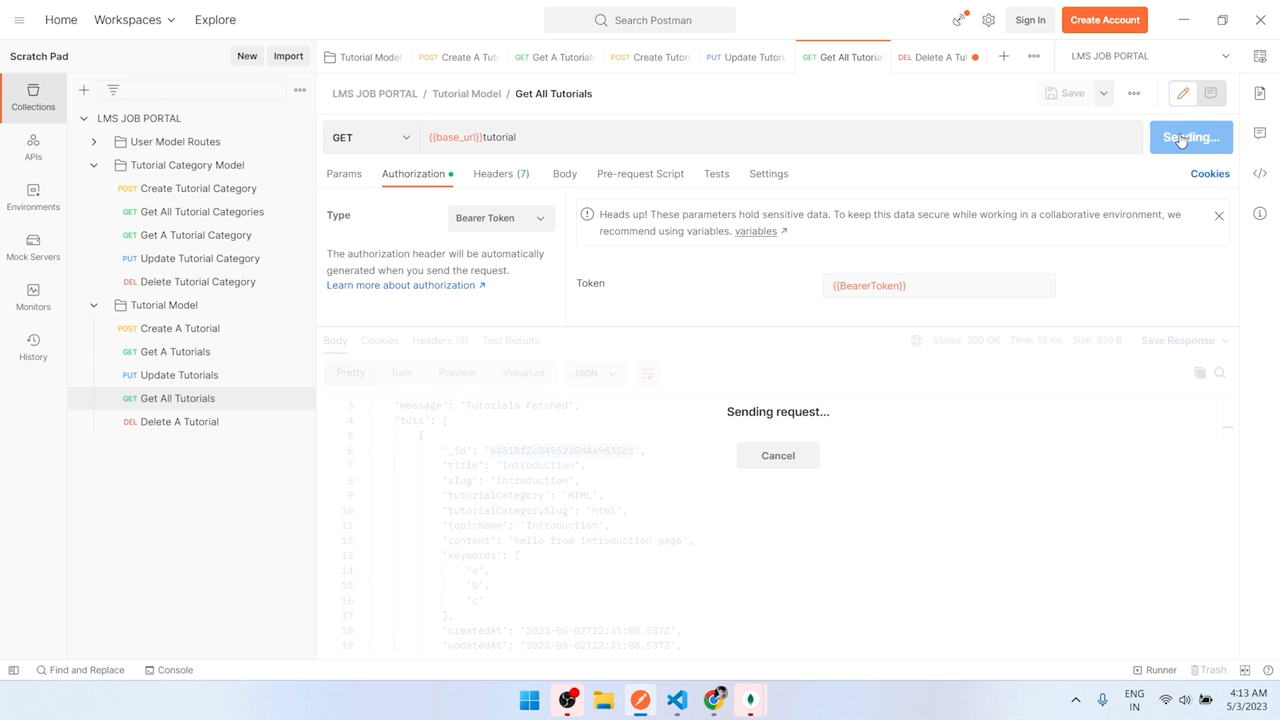 Home Workspaces Explore Search Postman Sign In Create Account
Scratch Pad New Import Tutorial Model POST Create A Tut GET Get A Tutorial POST Create Tutori PUT Update Tutori GET Get All Tutoria DEL Delete A Tut LMS JOB PORTAL
Collections
APIs
Environments
Mock Servers
Monitors
History
LMS JOB PORTAL
User Model Routes
Tutorial Category Model
POST Create Tutorial Category
GET Get All Tutorial Categories
GET Get A Tutorial Category
PUT Update Tutorial Category
DEL Delete Tutorial Category
Tutorial Model
POST Create A Tutorial
GET Get A Tutorials
PUT Update Tutorials
GET Get All Tutorials
DEL Delete A Tutorial
LMS JOB PORTAL / Tutorial Model / Get All Tutorials Save
GET {{base_url}}tutorial Sending...
Params Authorization Headers (7) Body Pre-request Script Tests Settings Cookies
Type Bearer Token
The authorization header will be automatically
generated when you send the request.
Learn more about authorization ↗
Heads up! These parameters hold sensitive data. To keep this data secure while working in a collaborative environment, we
recommend using variables. variables ↗
Token {{BearerToken}}
Body Cookies Headers (8) Test Results Status: 200 OK Time: 18 ms Size: 959 B Save Response
Pretty Raw Preview Visualize JSON
Sending request...
Cancel
3 "message": "Tutorials Fetched",
4 "tuts": [
5 {
6 "_id": "64518f2c8495235d4a9635cc",
7 "title": "Introduction",
8 "slug": "introduction",
9 "tutorialCategory": "HTML",
10 "tutorialCategorySlug": "html",
11 "topicName": "Introduction",
12 "content": "hello from introduction page",
13 "keywords": [
14 "a",
15 "b",
16 "c"
17 ],
18 "createdAt": "2023-05-02T22:31:08.537Z",
19 "updatedAt": "2023-05-02T22:31:08.537Z",
Find and Replace Console Runner Trash
ENG
IN
4:13 AM
5/3/2023